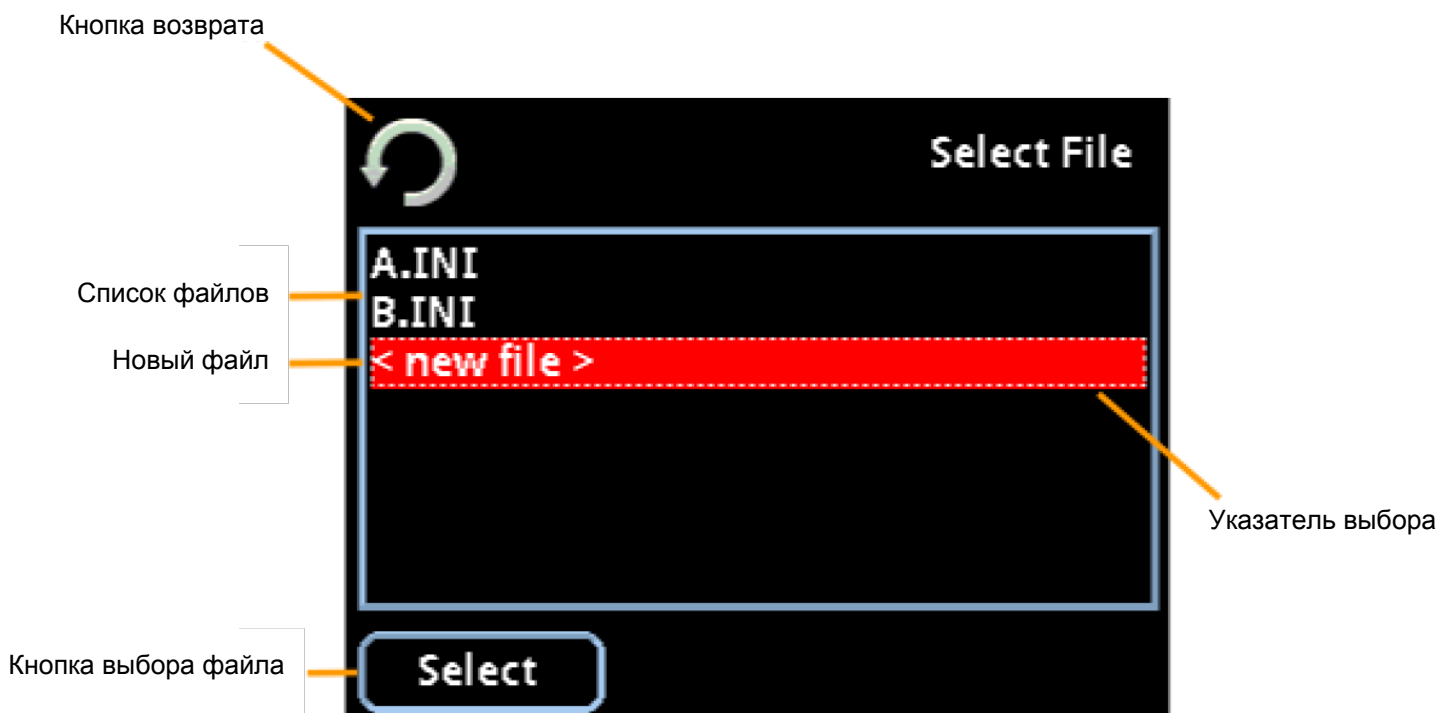 Кнопка возврата
Select File
A.INI
Список файлов
B.INI
Новый файл
< new file >
Указатель выбора
Кнопка выбора файла
Select